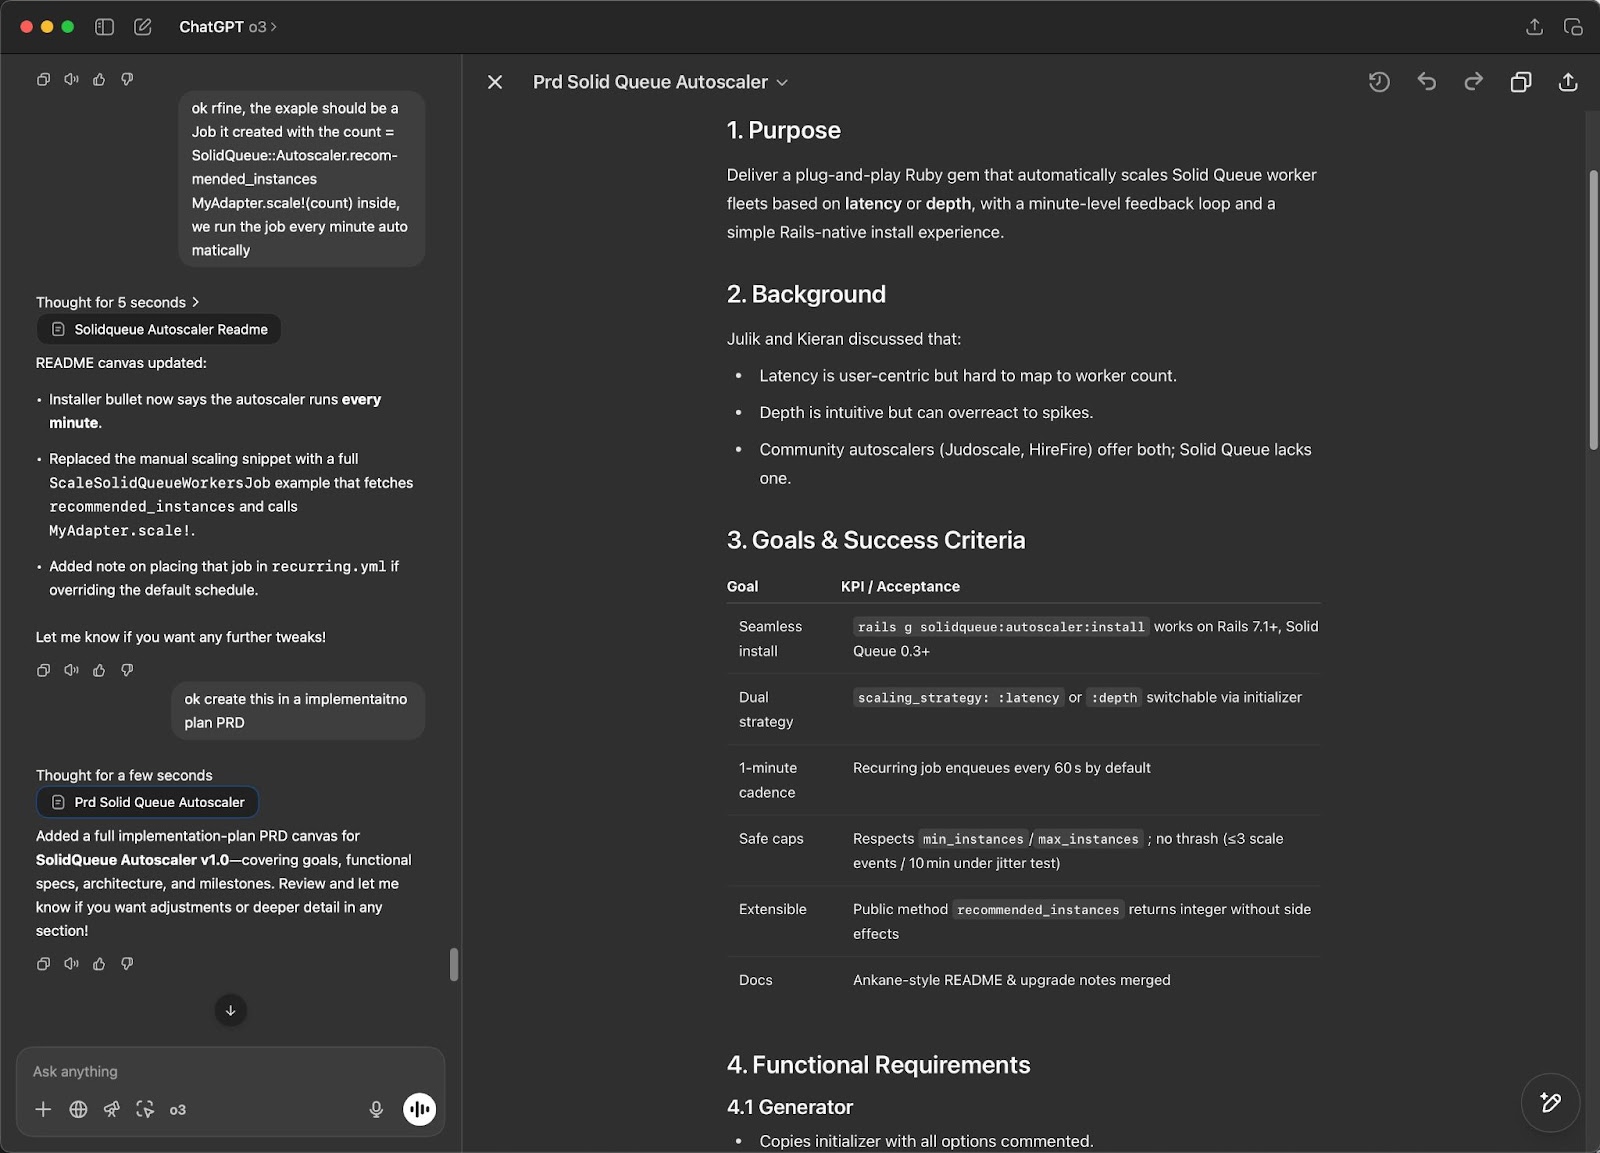 ChatGPT o3 >
ok rfine, the exaple should be a
Job it created with the count =
SolidQueue::Autoscaler.recom-
mended_instances
MyAdapter.scale!(count) inside,
we run the job every minute auto
matically
Thought for 5 seconds >
Solidqueue Autoscaler Readme
README canvas updated:
• Installer bullet now says the autoscaler runs every
minute.
• Replaced the manual scaling snippet with a full
ScaleSolidQueueWorkersJob example that fetches
recommended_instances and calls
MyAdapter.scale!.
• Added note on placing that job in recurring.yml if
overriding the default schedule.
Let me know if you want any further tweaks!
ok create this in a implementaitno
plan PRD
Thought for a few seconds
Prd Solid Queue Autoscaler
Added a full implementation-plan PRD canvas for
SolidQueue Autoscaler v1.0—covering goals, functional
specs, architecture, and milestones. Review and let me
know if you want adjustments or deeper detail in any
section!
Ask anything
o3
Prd Solid Queue Autoscaler
1. Purpose
Deliver a plug-and-play Ruby gem that automatically scales Solid Queue worker
fleets based on latency or depth, with a minute-level feedback loop and a
simple Rails-native install experience.
2. Background
Julik and Kieran discussed that:
• Latency is user-centric but hard to map to worker count.
• Depth is intuitive but can overreact to spikes.
• Community autoscalers (Judoscale, HireFire) offer both; Solid Queue lacks
one.
3. Goals & Success Criteria
Goal KPI / Acceptance
Seamless rails g solidqueue:autoscaler:install works on Rails 7.1+, Solid
install Queue 0.3+
Dual scaling_strategy: :latency or :depth switchable via initializer
strategy
1-minute Recurring job enqueues every 60 s by default
cadence
Safe caps Respects min_instances / max_instances ; no thrash (≤3 scale
events / 10 min under jitter test)
Extensible Public method recommended_instances returns integer without side
effects
Docs Ankane-style README & upgrade notes merged
4. Functional Requirements
4.1 Generator
• Copies initializer with all options commented.